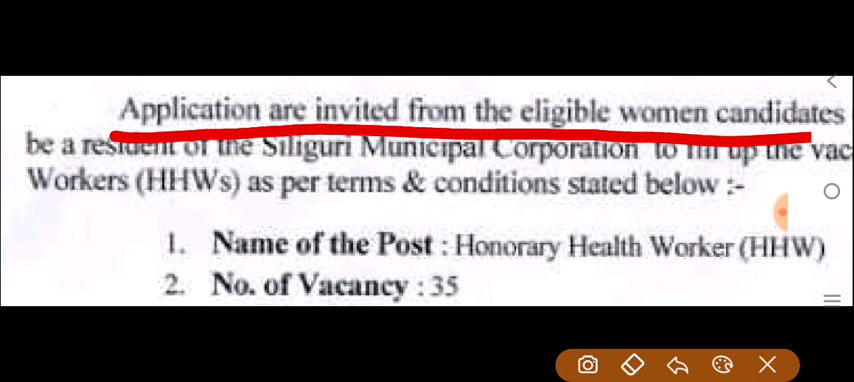 Application are invited from the eligible women candidates
be a resident of the Siliguri Municipal Corporation to fill up the vac
Workers (HHWs) as per terms & conditions stated below :-
1. Name of the Post : Honorary Health Worker (HHW)
2. No. of Vacancy : 35